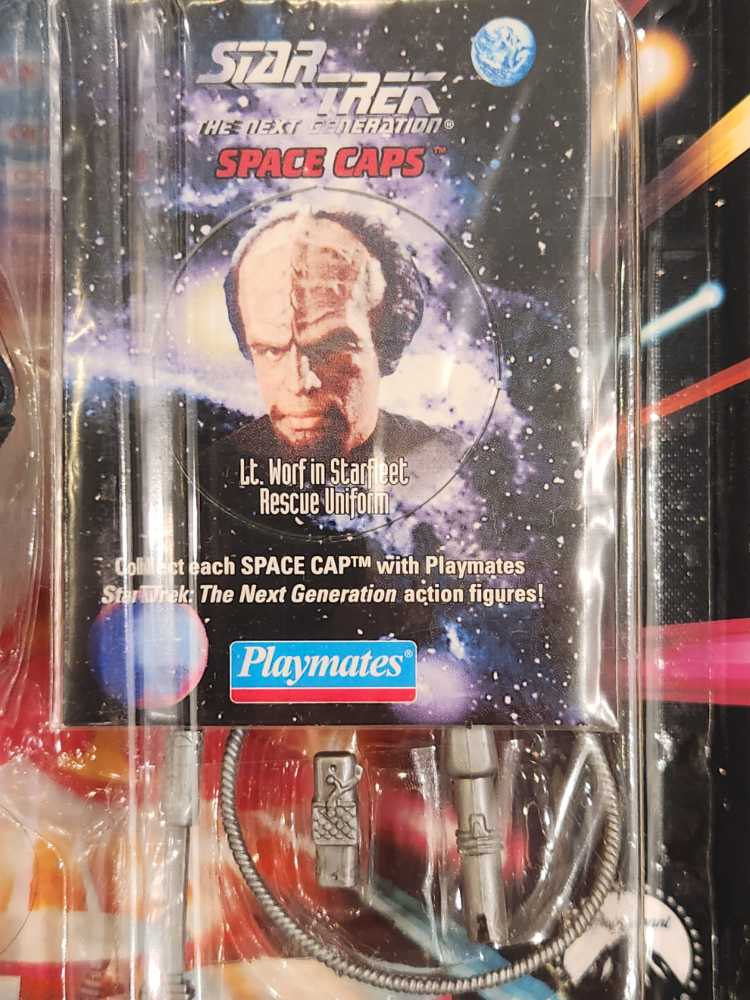 STAR
TREK
THE NEXT GENERATION®
SPACE CAPS™
Lt. Worf in Starfleet
Rescue Uniform
Collect each SPACE CAP™ with Playmates
Star Trek: The Next Generation action figures!
Playmates®